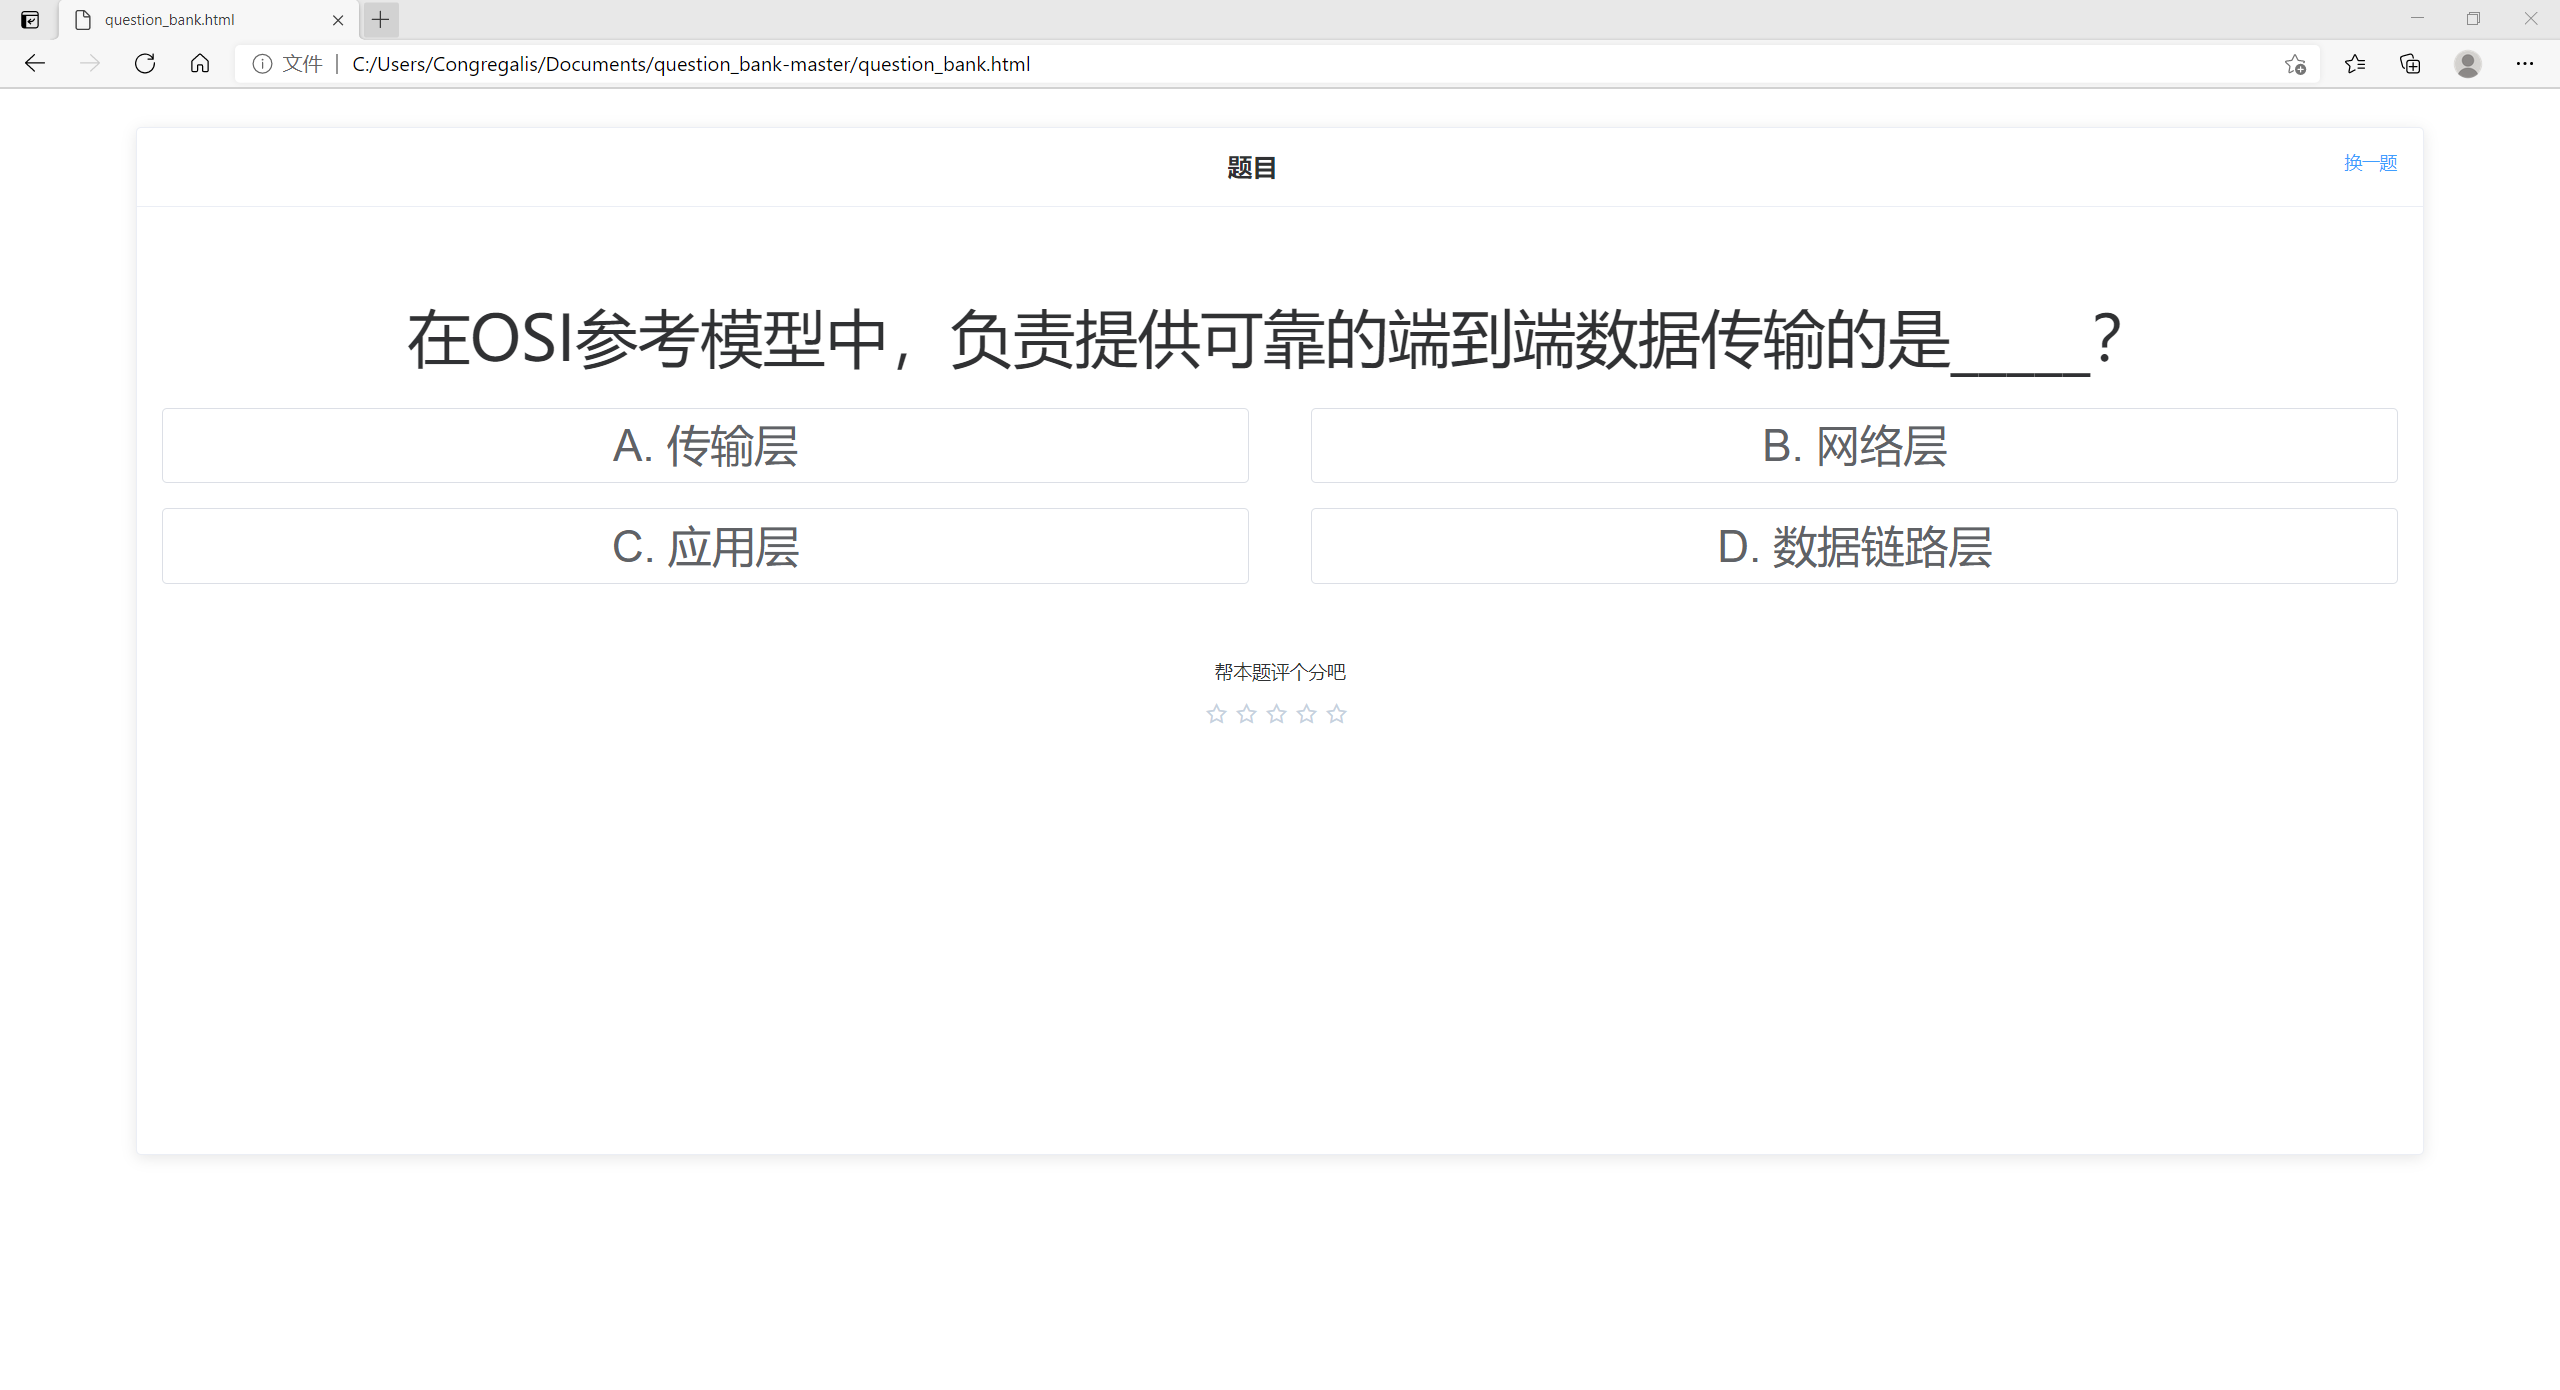 question_bank.html
文件 | C:/Users/Congregalis/Documents/question_bank-master/question_bank.html
题目
换一题
在OSI参考模型中，负责提供可靠的端到端数据传输的是_____?
A. 传输层
B. 网络层
C. 应用层
D. 数据链路层
帮本题评个分吧